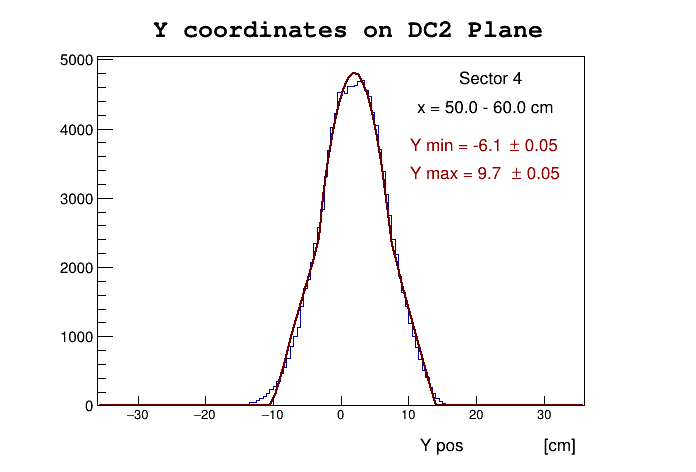 Y coordinates on DC2 Plane
Sector 4
x = 50.0 - 60.0 cm
Y min = -6.1 ± 0.05
Y max = 9.7 ± 0.05
5000
4000
3000
2000
1000
0
−30 −20 −10 0 10 20 30
Y pos [cm]